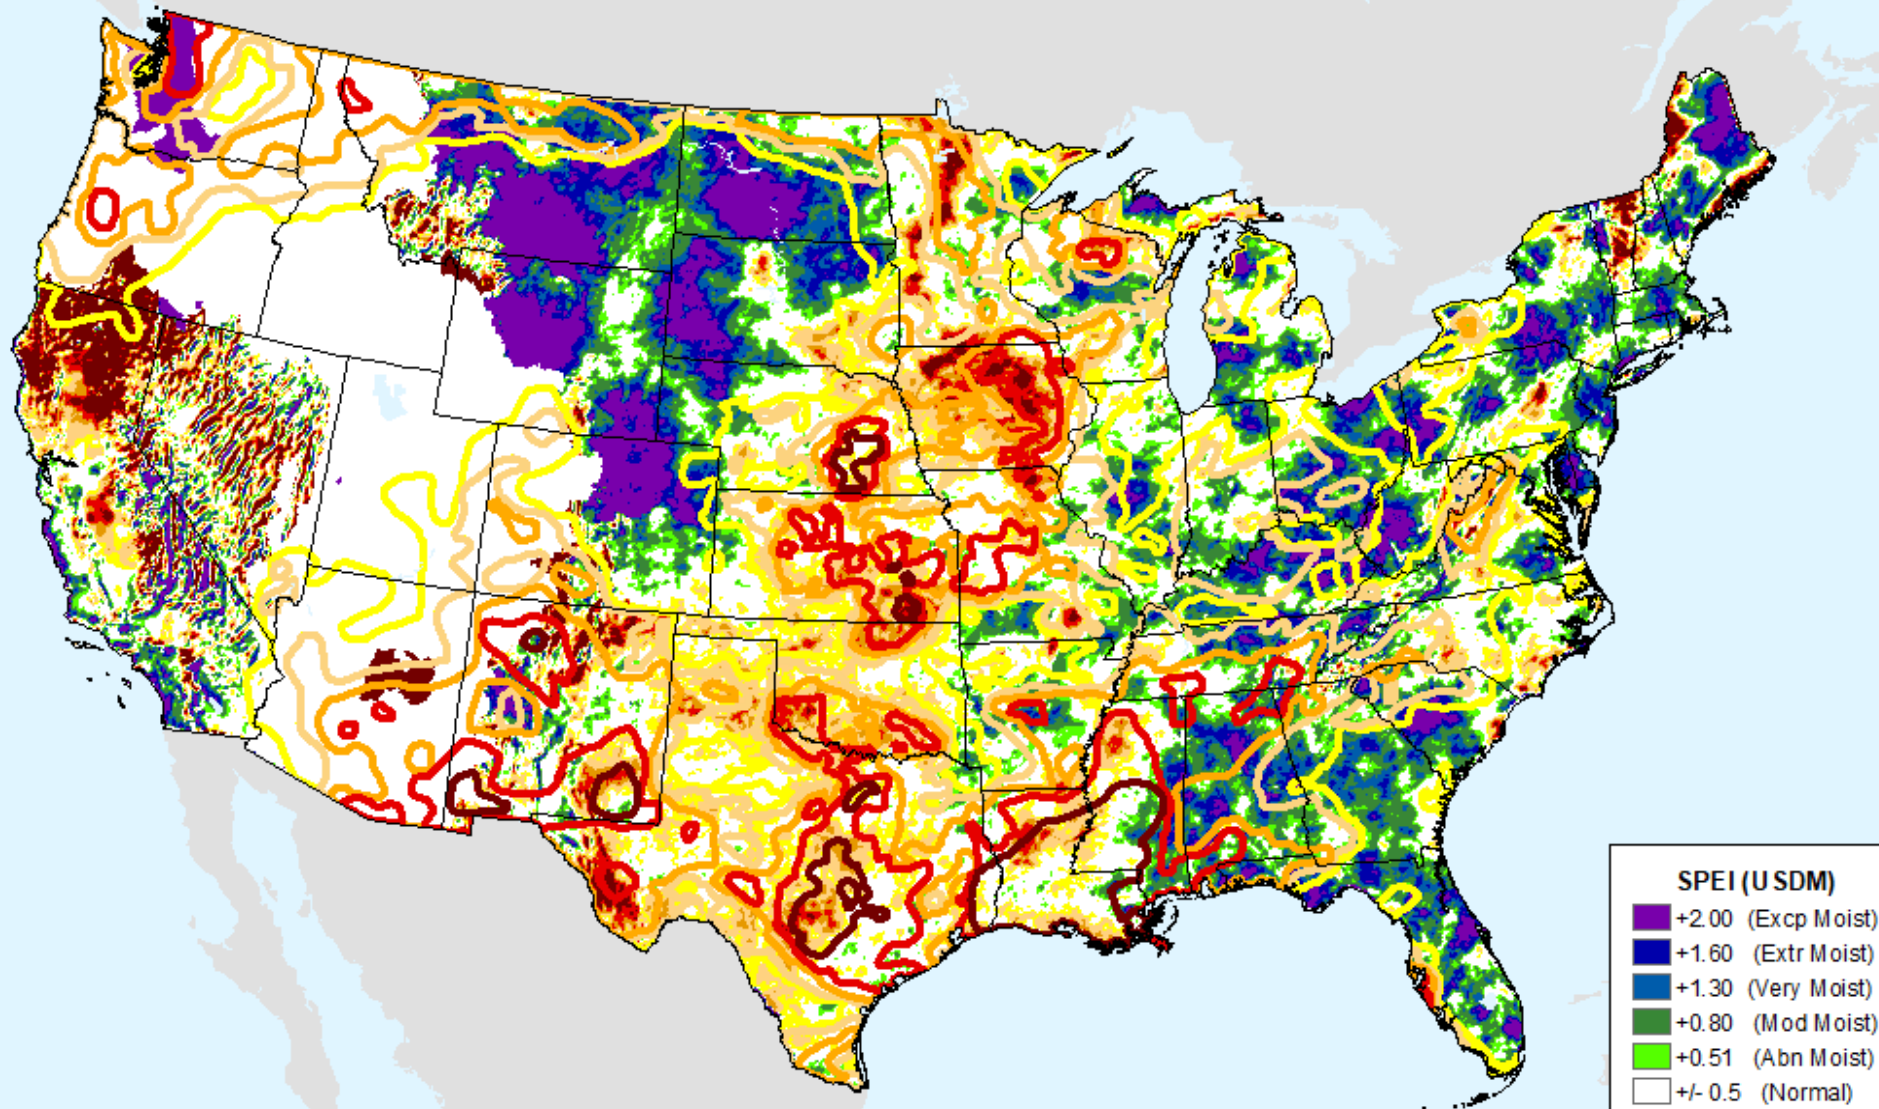 SPEI (USDM)
+2.00 (Excp Moist)
+1.60 (Extr Moist)
+1.30 (Very Moist)
+0.80 (Mod Moist)
+0.51 (Abn Moist)
+/- 0.5 (Normal)